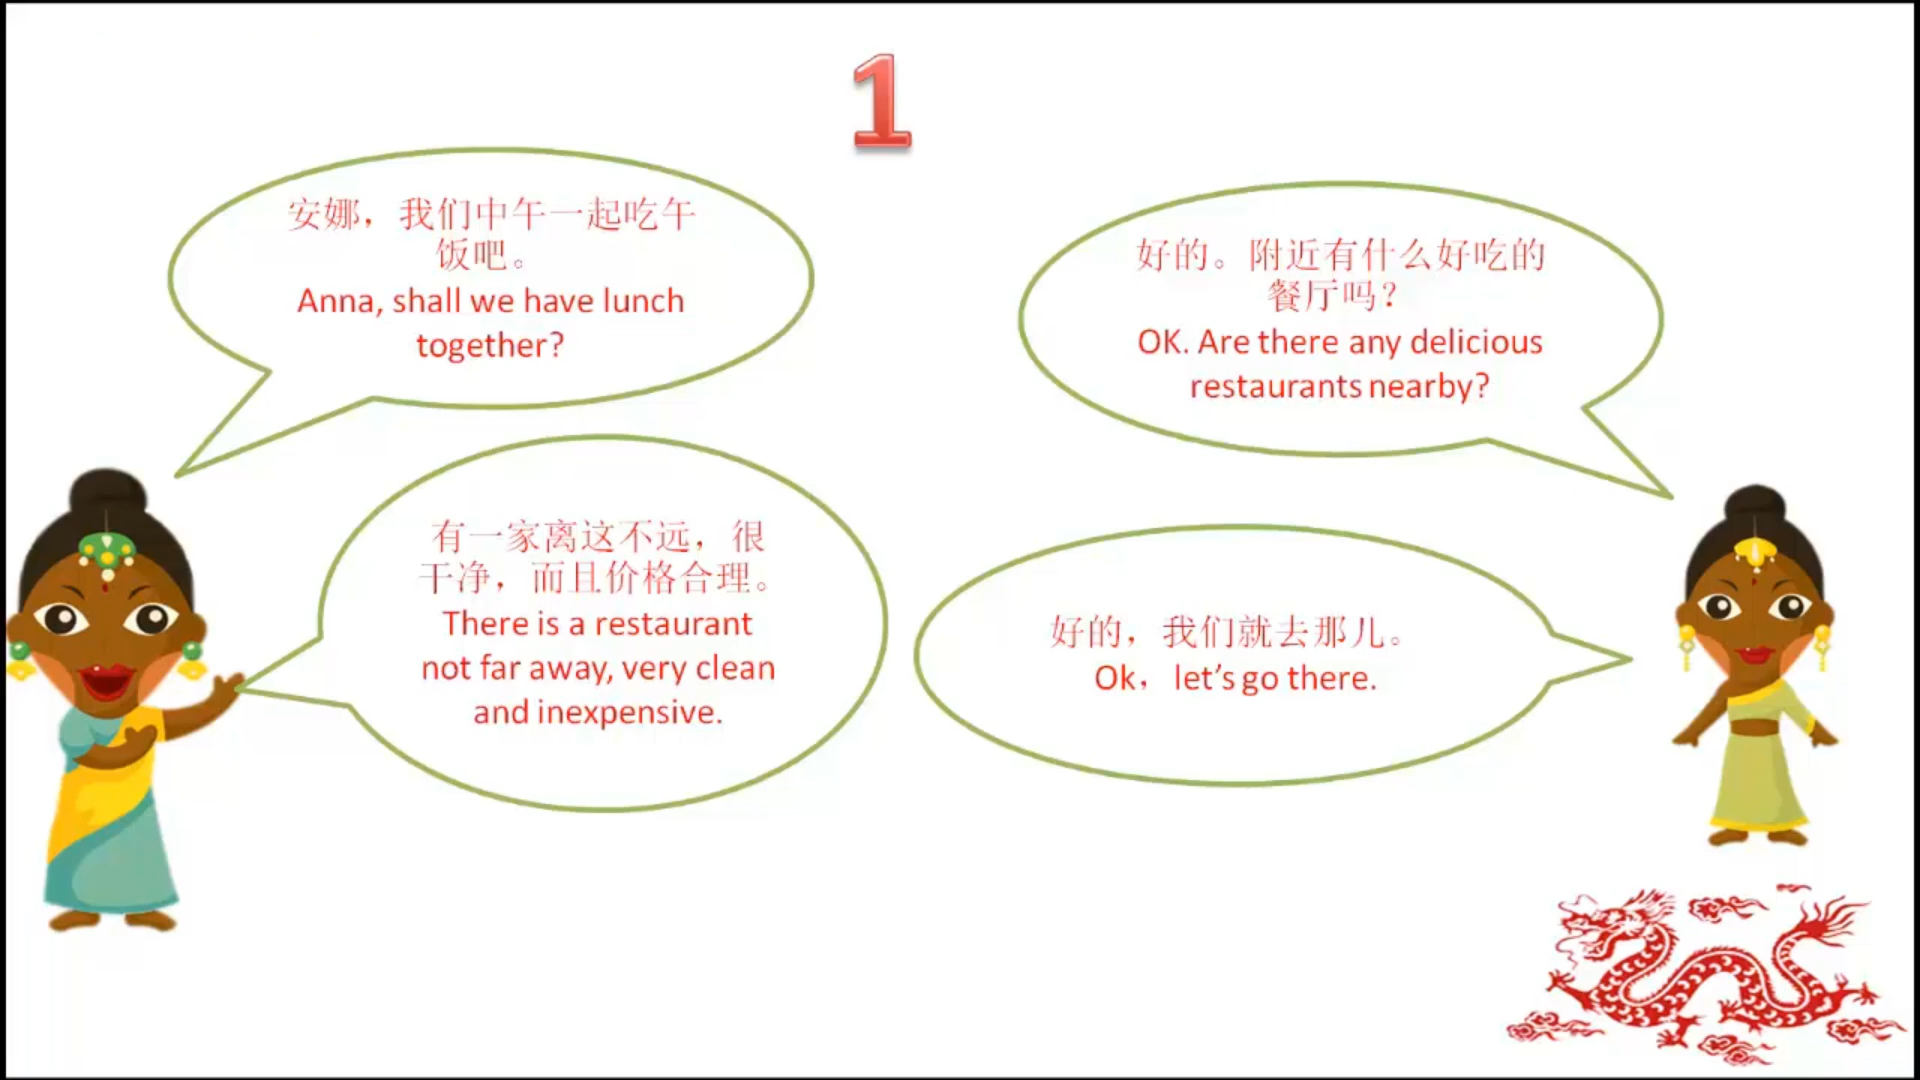 1
安娜，我们中午一起吃午
饭吧。
Anna, shall we have lunch
together?
好的。附近有什么好吃的
餐厅吗？
OK. Are there any delicious
restaurants nearby?
有一家离这不远，很
干净，而且价格合理。
There is a restaurant
not far away, very clean
and inexpensive.
好的，我们就去那儿。
Ok， let’s go there.